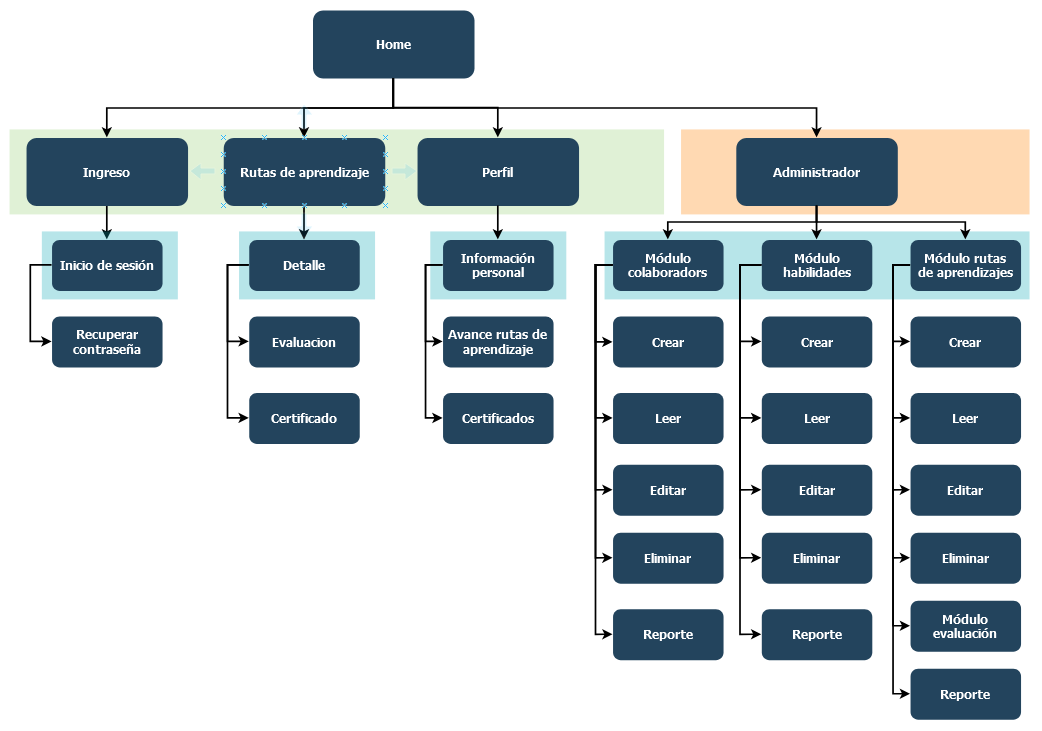 Home
Ingreso
Rutas de aprendizaje
Perfil
Administrador
Inicio de sesión
Detalle
Información
personal
Módulo
colaboradors
Módulo
habilidades
Módulo rutas
de aprendizajes
Recuperar
contraseña
Evaluacion
Avance rutas de
aprendizaje
Crear
Crear
Crear
Certificado
Certificados
Leer
Leer
Leer
Editar
Editar
Editar
Eliminar
Eliminar
Eliminar
Reporte
Reporte
Módulo
evaluación
Reporte